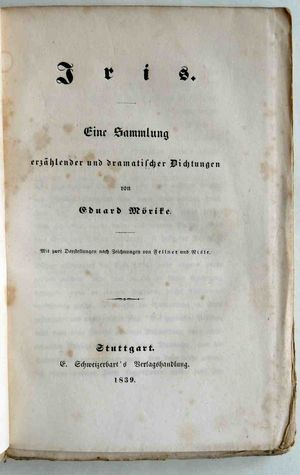 Iris.
Eine Sammlung
erzählender und dramatischer Dichtungen
von
Eduard Mörike.
Mit zwei Darstellungen nach Zeichnungen von Fellner und Nisle.
Stuttgart.
E. Schweizerbart's Verlagshandlung.
1839.